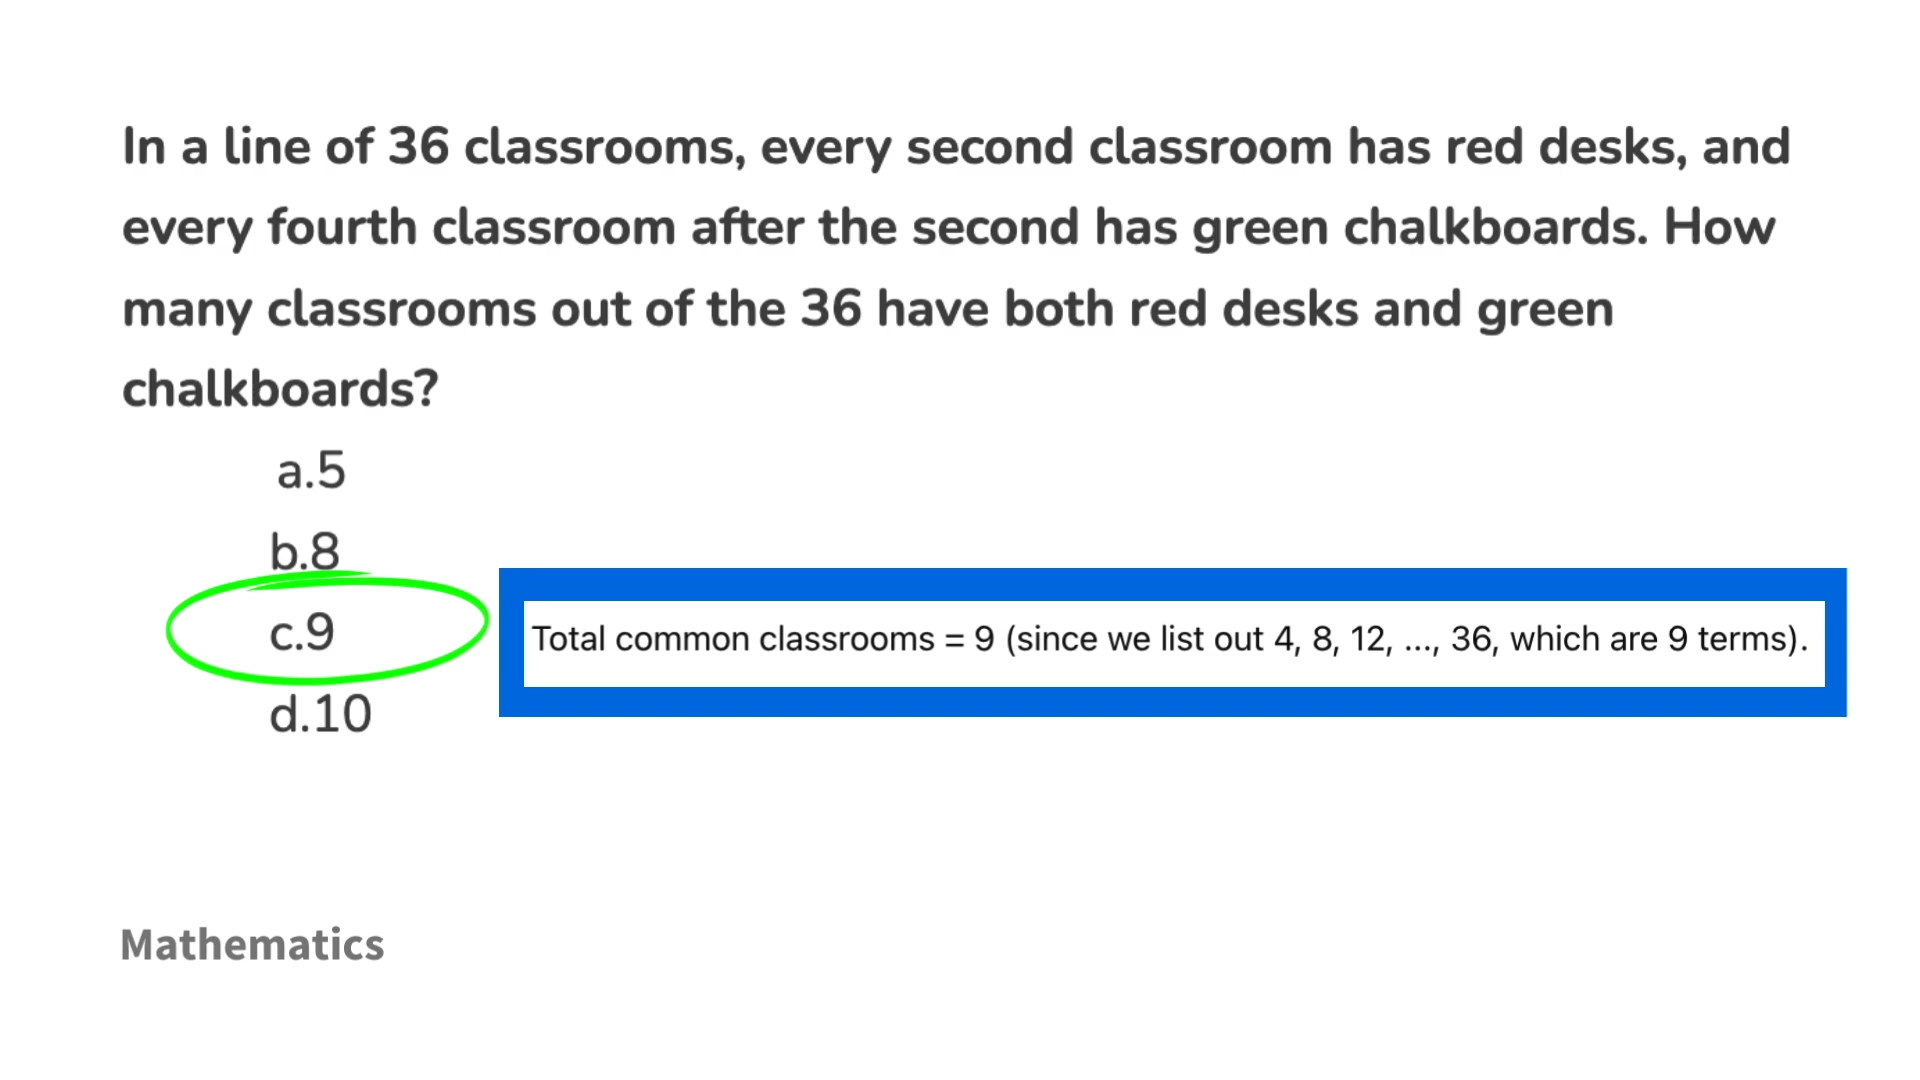 In a line of 36 classrooms, every second classroom has red desks, and
every fourth classroom after the second has green chalkboards. How
many classrooms out of the 36 have both red desks and green
chalkboards?
a.5
b.8
c.9
Total common classrooms = 9 (since we list out 4, 8, 12, ..., 36, which are 9 terms).
d.10
Mathematics